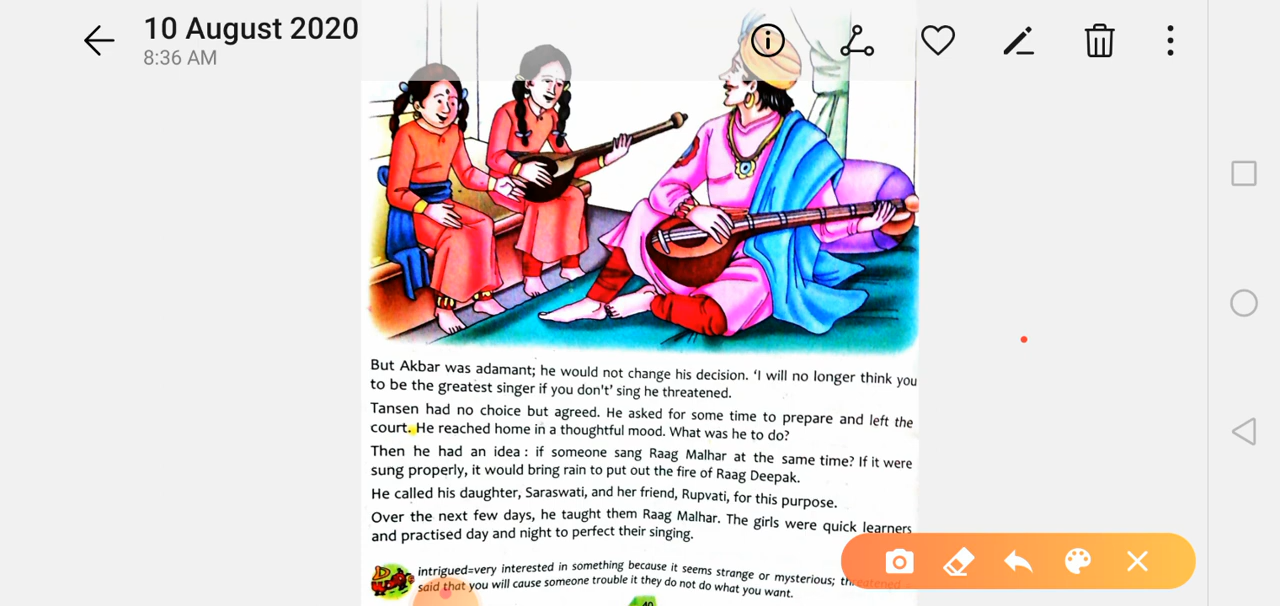 10 August 2020
8:36 AM
But Akbar was adamant; he would not change his decision. 'I will no longer think you
to be the greatest singer if you don't' sing he threatened.
Tansen had no choice but agreed. He asked for some time to prepare and left the
court. He reached home in a thoughtful mood. What was he to do?
Then he had an idea : if someone sang Raag Malhar at the same time? If it were
sung properly, it would bring rain to put out the fire of Raag Deepak.
He called his daughter, Saraswati, and her friend, Rupvati, for this purpose.
Over the next few days, he taught them Raag Malhar. The girls were quick learners
and practised day and night to perfect their singing.
intrigued=very interested in something because it seems strange or mysterious; threatened
said that you will cause someone trouble it they do not do what you want.
40